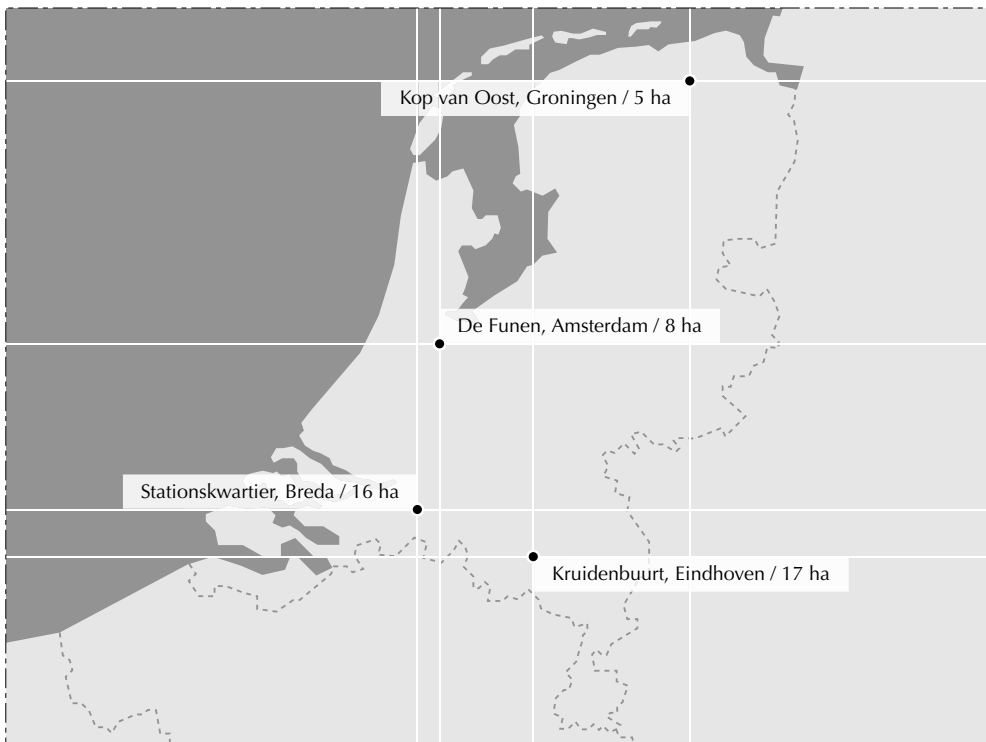 Kop van Oost, Groningen / 5 ha
De Funen, Amsterdam / 8 ha
Stationskwartier, Breda / 16 ha
Kruidenbuurt, Eindhoven / 17 ha